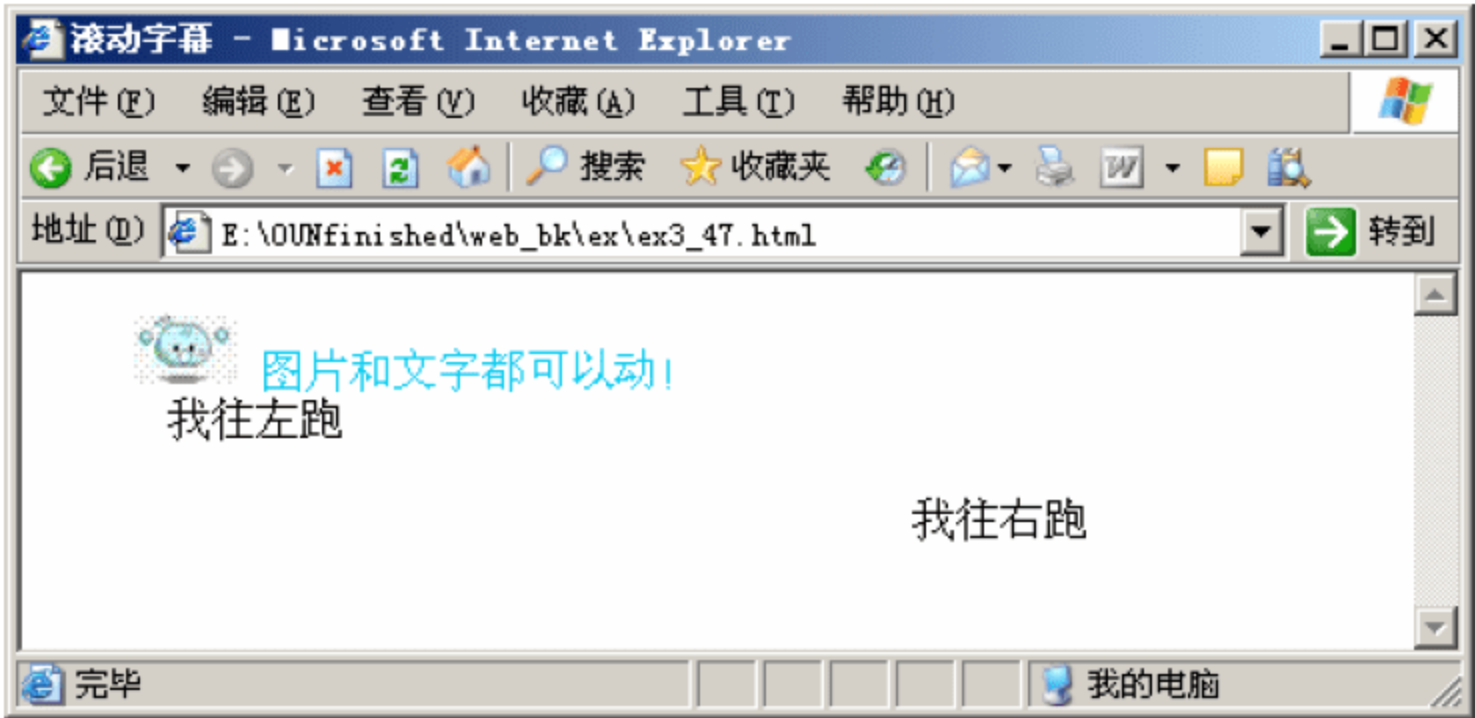 滚动字幕 - Microsoft Internet Explorer
文件(F) 编辑(E) 查看(V) 收藏(A) 工具(T) 帮助(H)
后退 搜索 收藏夹
地址(D) E:\OUNfinished\web_bk\ex\ex3_47.html 转到
图片和文字都可以动!
我往左跑
我往右跑
完毕 我的电脑